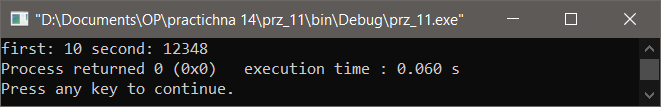 "D:\Documents\OP\practichna 14\prz_11\bin\Debug\prz_11.exe"
first: 10 second: 12348
Process returned 0 (0x0)   execution time : 0.060 s
Press any key to continue.